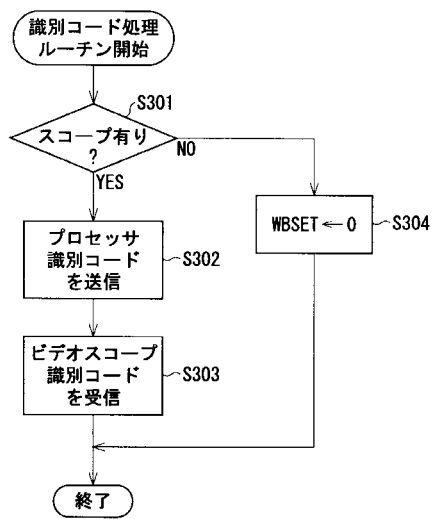 識別コード処理
ルーチン開始
S301
スコープ有り
?
NO
YES
プロセッサ
識別コード
を送信
S302
WBSET←0
S304
ビデオスコープ
識別コード
を受信
S303
終了